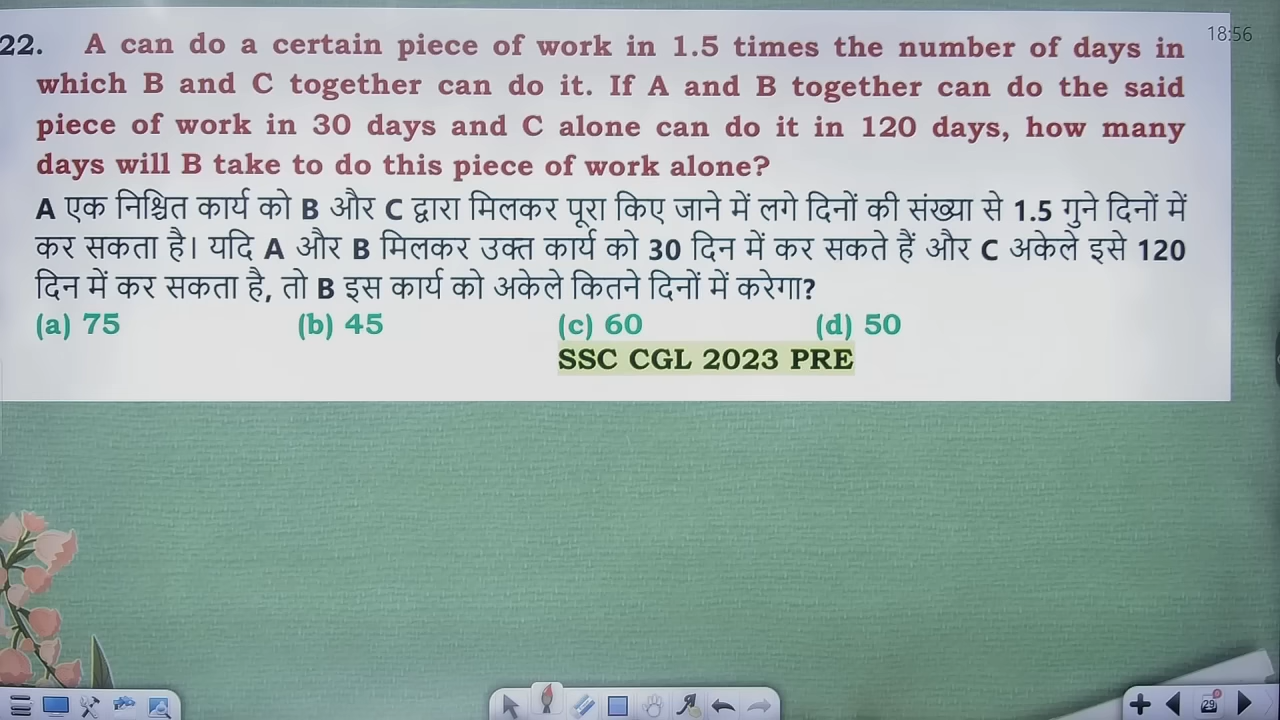 18:56
22. A can do a certain piece of work in 1.5 times the number of days in
which B and C together can do it. If A and B together can do the said
piece of work in 30 days and C alone can do it in 120 days, how many
days will B take to do this piece of work alone?
A एक निश्चित कार्य को B और C द्वारा मिलकर पूरा किए जाने में लगे दिनों की संख्या से 1.5 गुने दिनों में
कर सकता है। यदि A और B मिलकर उक्त कार्य को 30 दिन में कर सकते हैं और C अकेले इसे 120
दिन में कर सकता है, तो B इस कार्य को अकेले कितने दिनों में करेगा?
(a) 75 (b) 45 (c) 60 (d) 50
SSC CGL 2023 PRE
29